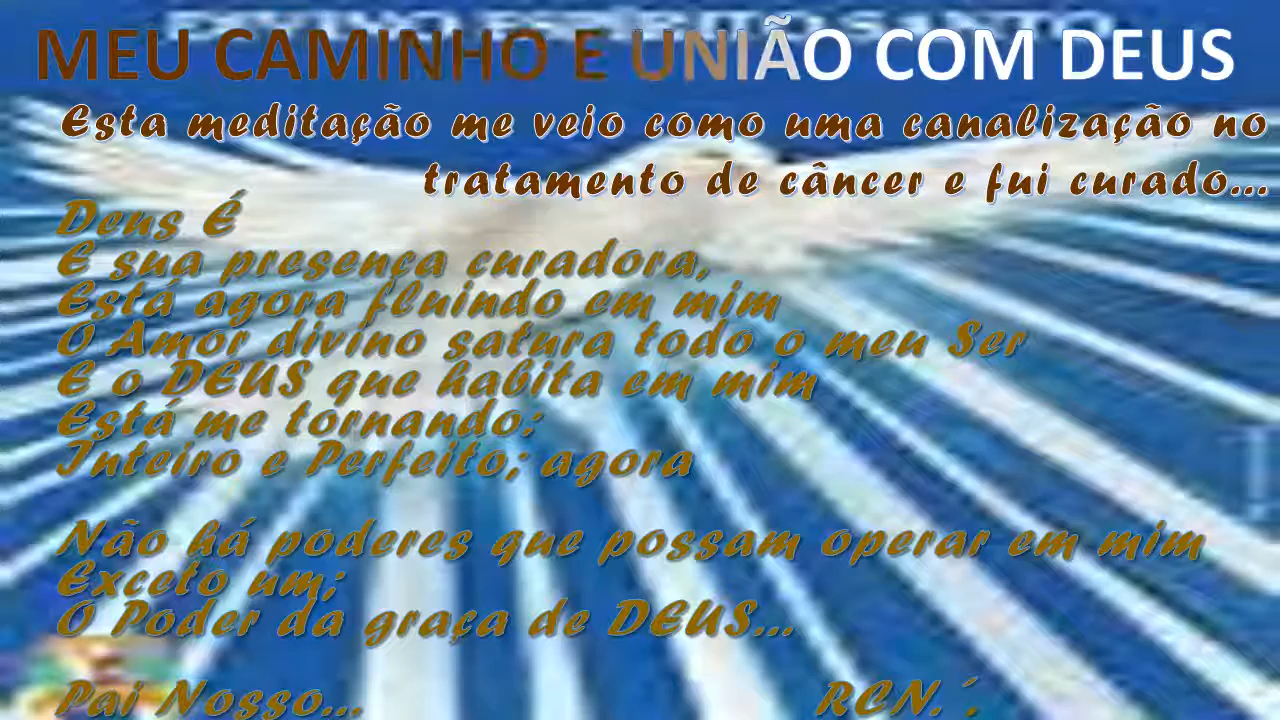 DIVINO ESPÍRITO SANTO
MEU CAMINHO E UNIÃO COM DEUS
Esta meditação me veio como uma canalização no
tratamento de câncer e fui curado...
Deus É
E sua presença curadora,
Está agora fluindo em mim
O Amor divino satura todo o meu Ser
E o DEUS que habita em mim
Está me tornando;
Inteiro e Perfeito; agora
Não há poderes que possam operar em mim
Exceto um;
O Poder da graça de DEUS...
Pai Nosso... RCN. ´.